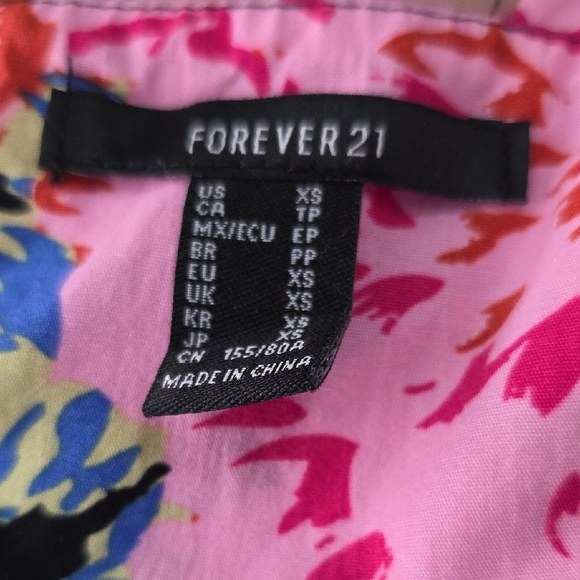 FOREVER 21
US XS
CA TP
MX/ECU EP
BR PP
EU XS
UK XS
KR XS
JP XS
CN 155/80A
MADE IN CHINA